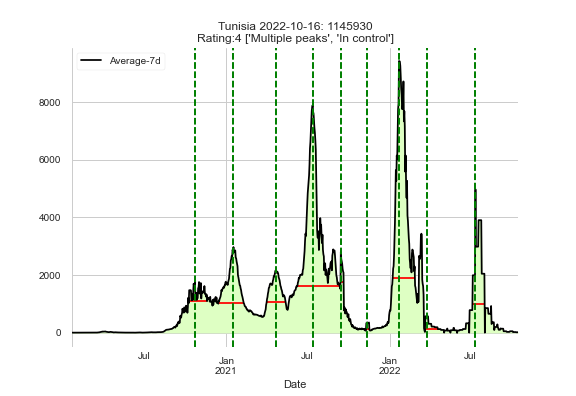 Tunisia 2022-10-16: 1145930
Rating:4 ['Multiple peaks', 'In control']
Average-7d
8000
6000
4000
2000
0
Jul
Jan
2021
Jul
Jan
2022
Jul
Date